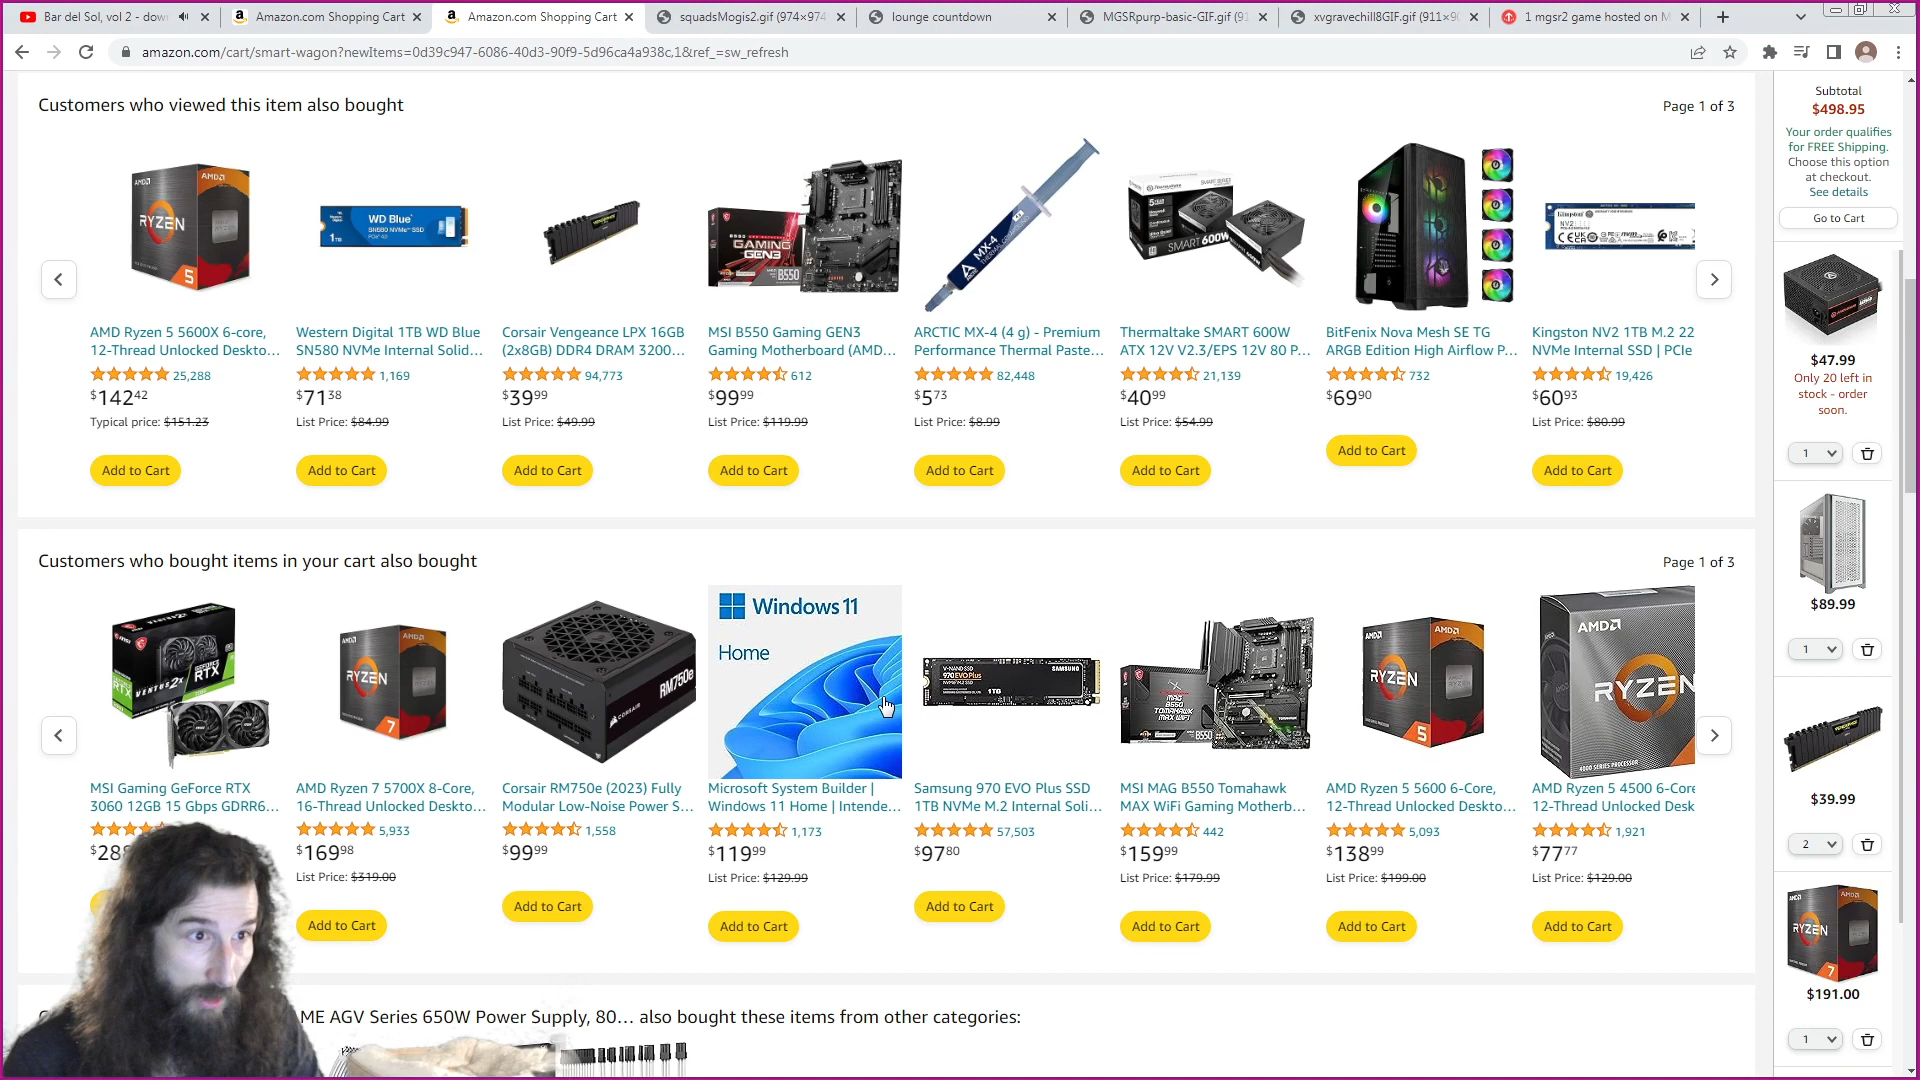 Bar del Sol, vol 2 - dow
Amazon.com Shopping Cart
Amazon.com Shopping Cart
squadsMogis2.gif (974×974
lounge countdown
MGSRpurp-basic-GIF.gif (91
xvgravechill8GIF.gif (911×90
1 mgsr2 game hosted on M
amazon.com/cart/smart-wagon?newItems=0d39c947-6086-40d3-90f9-5d96ca4a938c,1&ref_=sw_refresh
Customers who viewed this item also bought
Page 1 of 3
AMD Ryzen 5 5600X 6-core,
12-Thread Unlocked Deskto...
25,288
$142.42
Typical price: $151.23
Add to Cart
Western Digital 1TB WD Blue
SN580 NVMe Internal Solid...
1,169
$71.38
List Price: $84.99
Add to Cart
Corsair Vengeance LPX 16GB
(2x8GB) DDR4 DRAM 3200...
94,773
$39.99
List Price: $49.99
Add to Cart
MSI B550 Gaming GEN3
Gaming Motherboard (AMD...
612
$99.99
List Price: $119.99
Add to Cart
ARCTIC MX-4 (4 g) - Premium
Performance Thermal Paste...
82,448
$5.73
List Price: $8.99
Add to Cart
Thermaltake SMART 600W
ATX 12V V2.3/EPS 12V 80 P...
21,139
$40.99
List Price: $54.99
Add to Cart
BitFenix Nova Mesh SE TG
ARGB Edition High Airflow P...
732
$69.90
Add to Cart
Kingston NV2 1TB M.2 22
NVMe Internal SSD | PCIe
19,426
$60.93
List Price: $80.99
Add to Cart
Customers who bought items in your cart also bought
Page 1 of 3
Windows 11
Home
MSI Gaming GeForce RTX
3060 12GB 15 Gbps GDRR6...
$288
AMD Ryzen 7 5700X 8-Core,
16-Thread Unlocked Deskto...
5,933
$169.98
List Price: $319.00
Add to Cart
Corsair RM750e (2023) Fully
Modular Low-Noise Power S...
1,558
$99.99
Add to Cart
Microsoft System Builder |
Windows 11 Home | Intende...
1,173
$119.99
List Price: $129.99
Add to Cart
Samsung 970 EVO Plus SSD
1TB NVMe M.2 Internal Soli...
57,503
$97.80
Add to Cart
MSI MAG B550 Tomahawk
MAX WiFi Gaming Motherb...
442
$159.99
List Price: $179.99
Add to Cart
AMD Ryzen 5 5600 6-Core,
12-Thread Unlocked Deskto...
5,093
$138.99
List Price: $199.00
Add to Cart
AMD Ryzen 5 4500 6-Core
12-Thread Unlocked Desk
1,921
$77.77
List Price: $129.00
Add to Cart
ME AGV Series 650W Power Supply, 80... also bought these items from other categories:
Subtotal
$498.95
Your order qualifies
for FREE Shipping.
Choose this option
at checkout.
See details
Go to Cart
$47.99
Only 20 left in
stock - order
soon.
1
$89.99
1
$39.99
2
$191.00
1